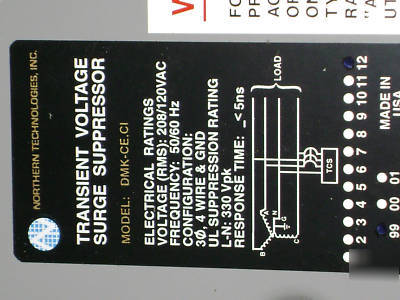 NORTHERN TECHNOLOGIES, INC.
TRANSIENT VOLTAGE
SURGE SUPPRESSOR
MODEL: DMK-CE,CI
ELECTRICAL RATINGS
VOLTAGE (RMS): 208/120VAC
FREQUENCY: 50/60 Hz
CONFIGURATION:
3Ø, 4 WIRE & GND
UL SUPPRESSION RATING
L-N: 330 Vpk
RESPONSE TIME: _<5ns
LOAD
A
B
C
N
G
TCS
2 3 4 5 6 7 8 9 10 11 12
99 00 01
MADE IN
USA